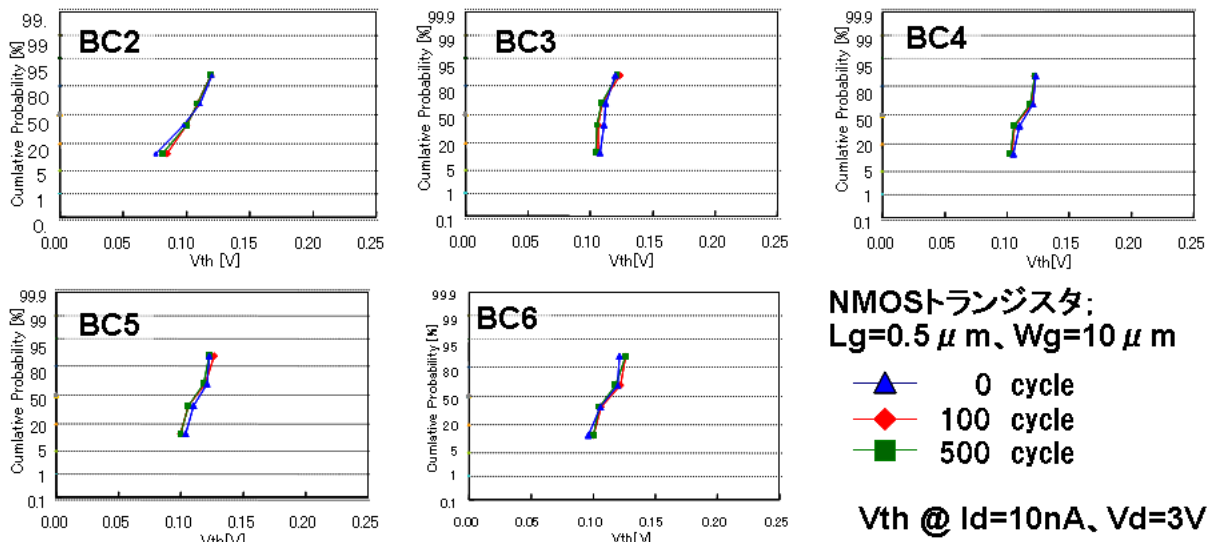 BC2
Cumlative Probability [%]
99.
99
95
80
50
20
5
1
0.
0.00 0.05 0.10 0.15 0.20 0.25
Vth [V]
BC3
Cumlative Probability [%]
99.9
99
95
80
50
20
5
1
0.1
0.00 0.05 0.10 0.15 0.20 0.25
Vth[V]
BC4
Cumlative Probability [%]
99.9
99
95
80
50
20
5
1
0.1
0.00 0.05 0.10 0.15 0.20 0.25
Vth[V]
BC5
Cumlative Probability [%]
99.9
99
95
80
50
20
5
1
0.1
0.00 0.05 0.10 0.15 0.20 0.25
Vth[V]
BC6
Cumlative Probability [%]
99.9
99
95
80
50
20
5
1
0.1
0.00 0.05 0.10 0.15 0.20 0.25
Vth[V]
NMOSトランジスタ;
Lg=0.5μm、Wg=10μm
0 cycle
100 cycle
500 cycle
Vth @ Id=10nA、Vd=3V